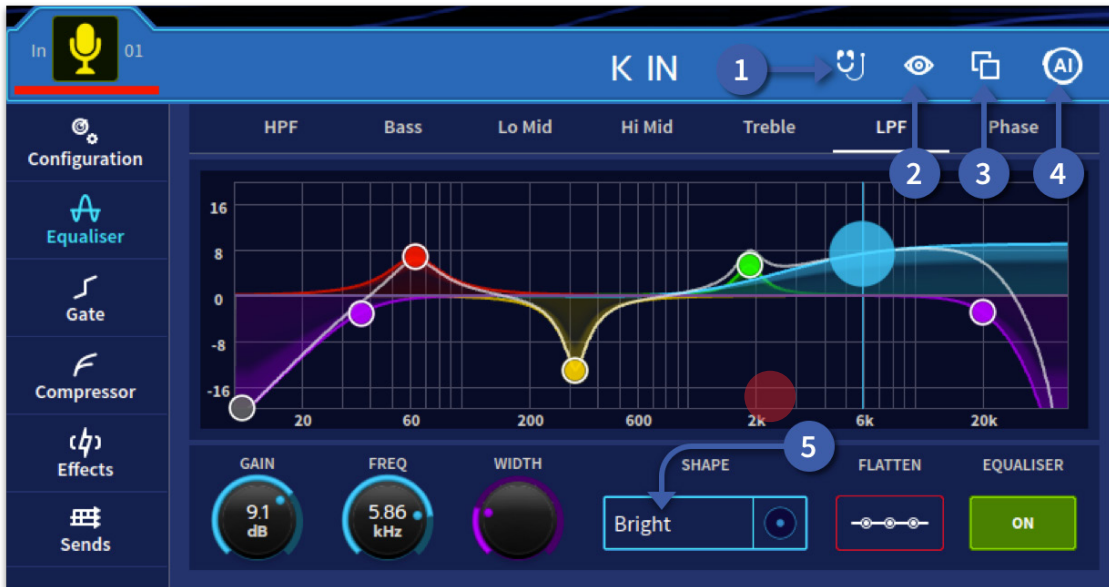 In
01
K IN
1
AI
2
3
4
Configuration
Equaliser
Gate
Compressor
Effects
Sends
HPF
Bass
Lo Mid
Hi Mid
Treble
LPF
Phase
16
8
0
-8
-16
20
60
200
600
2k
6k
20k
5
GAIN
9.1
dB
FREQ
5.86
kHz
WIDTH
SHAPE
Bright
FLATTEN
EQUALISER
ON